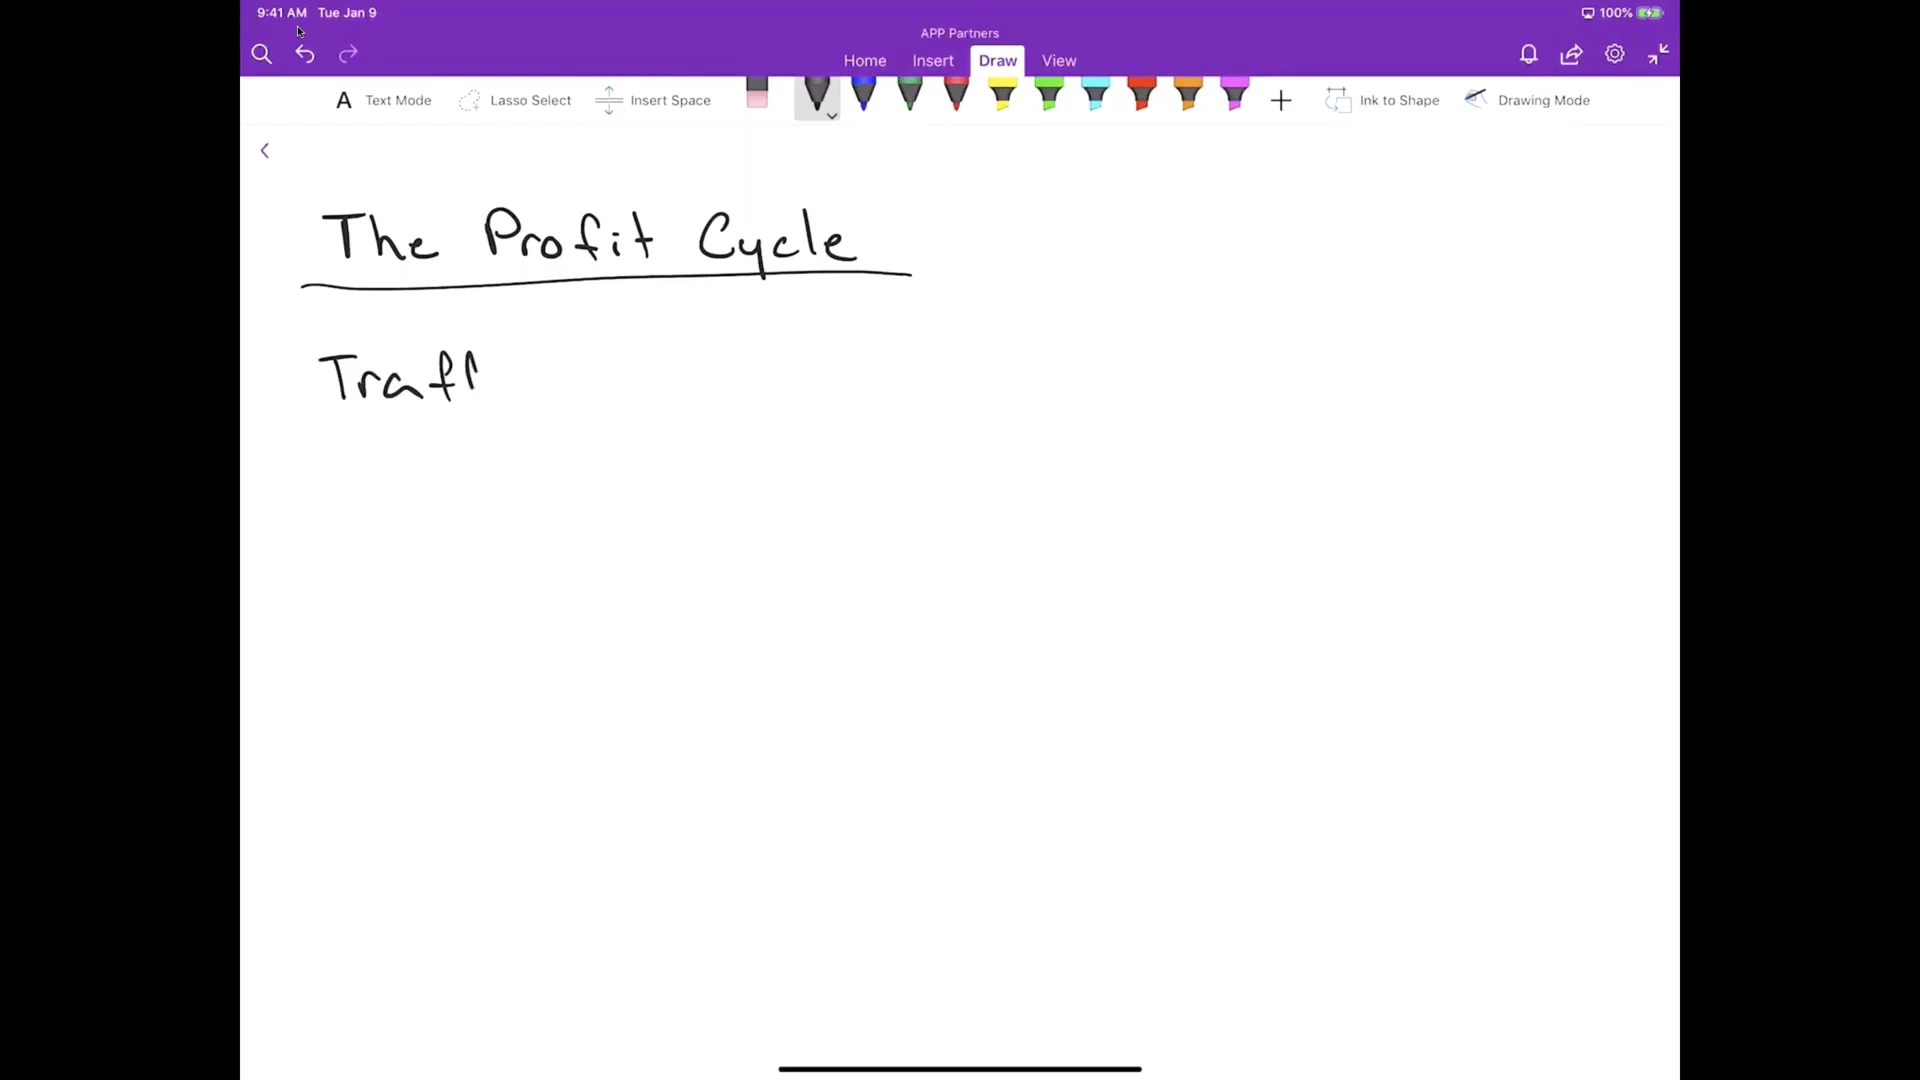 9:41 AM Tue Jan 9 100%
APP Partners
Home Insert Draw View
A Text Mode Lasso Select Insert Space Ink to Shape Drawing Mode
The Profit Cycle
Traff